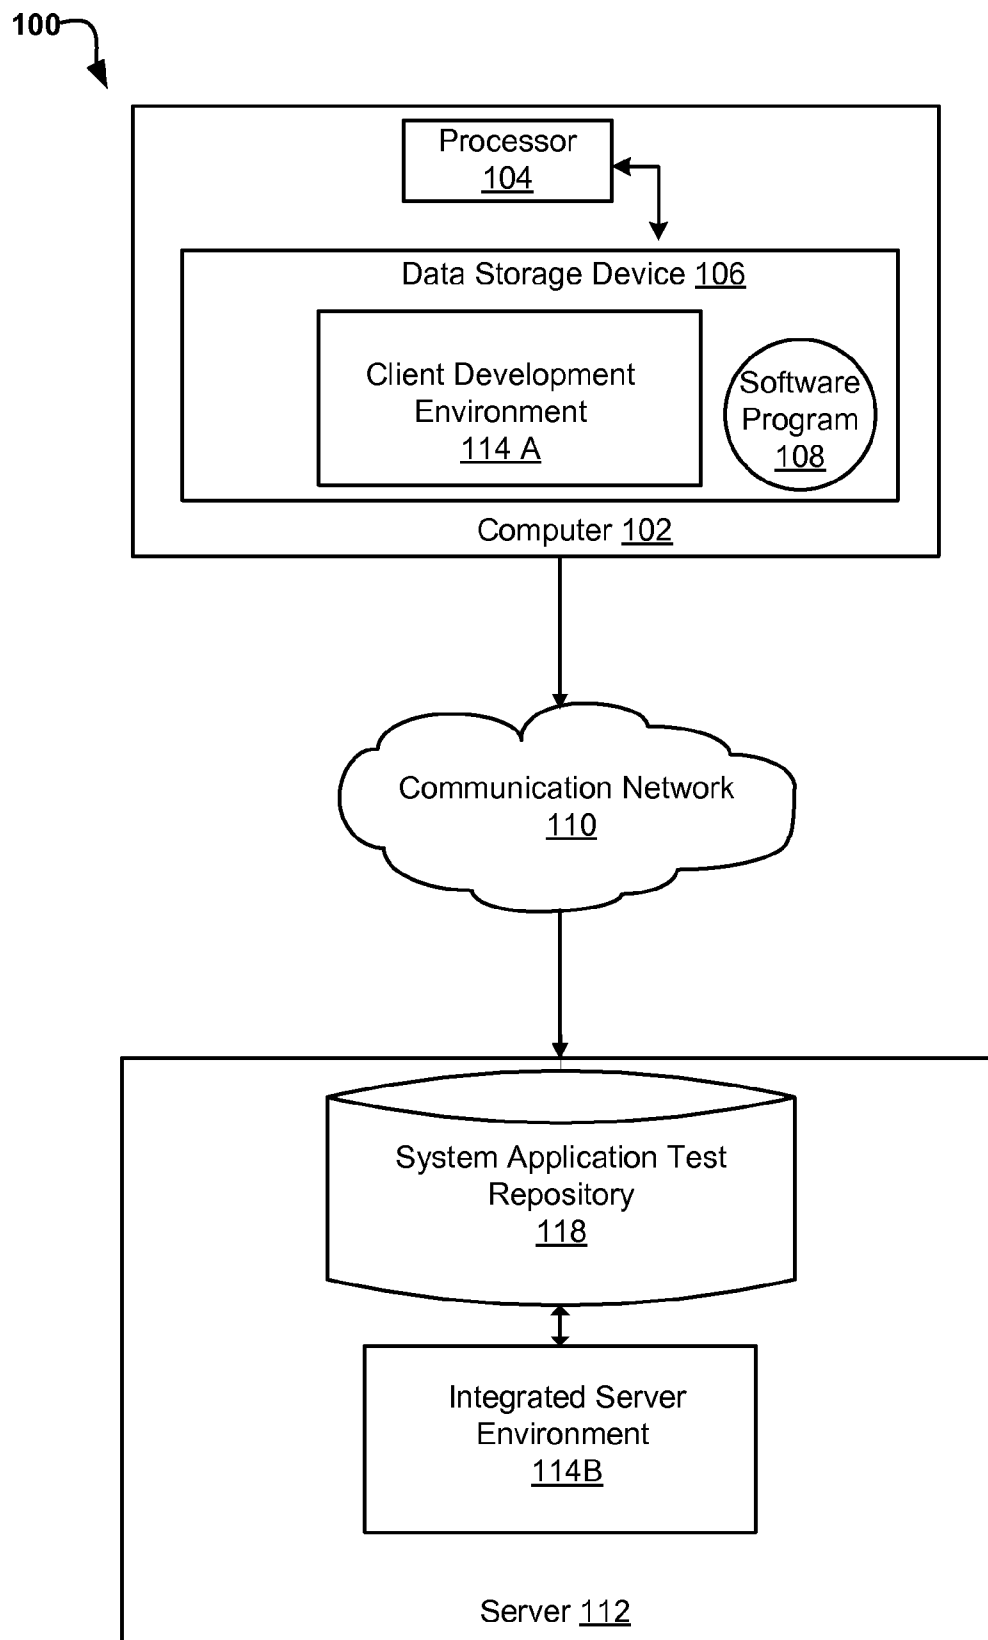 100
Processor
104
Data Storage Device 106
Client Development
Environment
114 A
Software
Program
108
Computer 102
Communication Network
110
System Application Test
Repository
118
Integrated Server
Environment
114B
Server 112